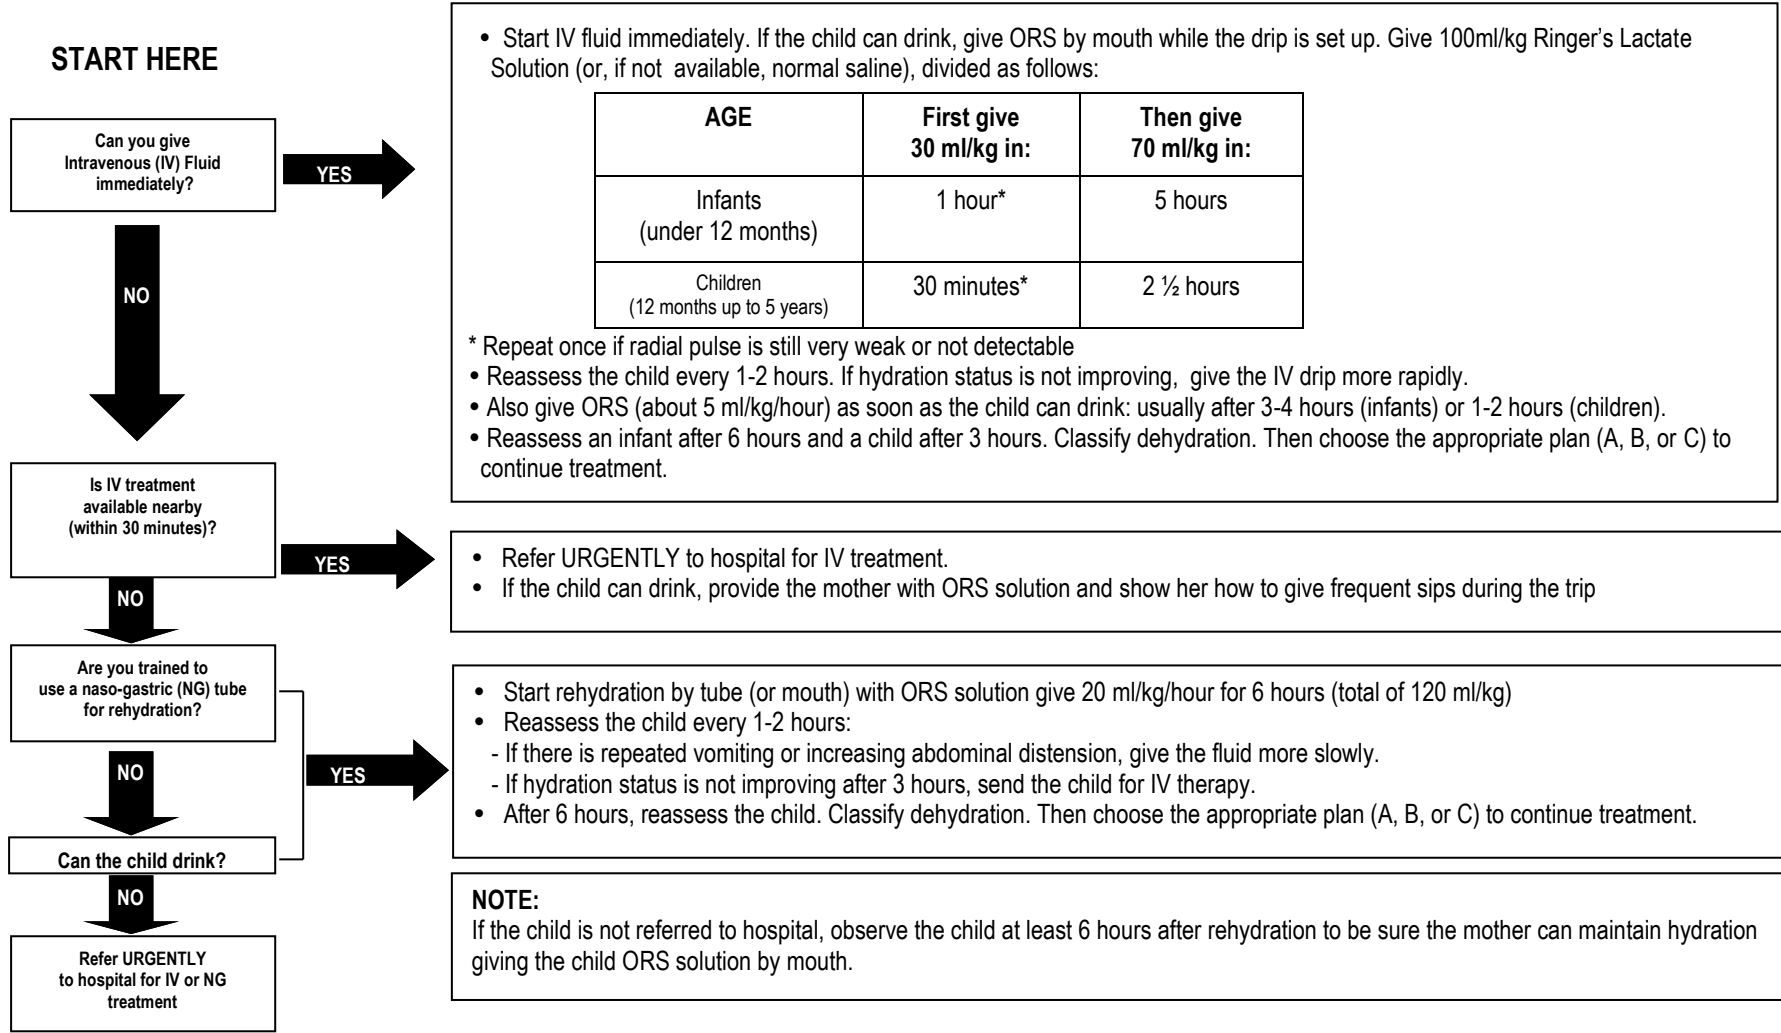 START HERE
Can you give
Intravenous (IV) Fluid
immediately?
YES
• Start IV fluid immediately. If the child can drink, give ORS by mouth while the drip is set up. Give 100ml/kg Ringer's Lactate
Solution (or, if not available, normal saline), divided as follows:
AGE
First give
30 ml/kg in:
Then give
70 ml/kg in:
Infants
(under 12 months)
1 hour*
5 hours
Children
(12 months up to 5 years)
30 minutes*
2 ½ hours
* Repeat once if radial pulse is still very weak or not detectable
• Reassess the child every 1-2 hours. If hydration status is not improving, give the IV drip more rapidly.
• Also give ORS (about 5 ml/kg/hour) as soon as the child can drink: usually after 3-4 hours (infants) or 1-2 hours (children).
• Reassess an infant after 6 hours and a child after 3 hours. Classify dehydration. Then choose the appropriate plan (A, B, or C) to
continue treatment.
NO
Is IV treatment
available nearby
(within 30 minutes)?
YES
• Refer URGENTLY to hospital for IV treatment.
• If the child can drink, provide the mother with ORS solution and show her how to give frequent sips during the trip
NO
Are you trained to
use a naso-gastric (NG) tube
for rehydration?
NO
YES
• Start rehydration by tube (or mouth) with ORS solution give 20 ml/kg/hour for 6 hours (total of 120 ml/kg)
• Reassess the child every 1-2 hours:
- If there is repeated vomiting or increasing abdominal distension, give the fluid more slowly.
- If hydration status is not improving after 3 hours, send the child for IV therapy.
• After 6 hours, reassess the child. Classify dehydration. Then choose the appropriate plan (A, B, or C) to continue treatment.
Can the child drink?
NO
Refer URGENTLY
to hospital for IV or NG
treatment
NOTE:
If the child is not referred to hospital, observe the child at least 6 hours after rehydration to be sure the mother can maintain hydration
giving the child ORS solution by mouth.